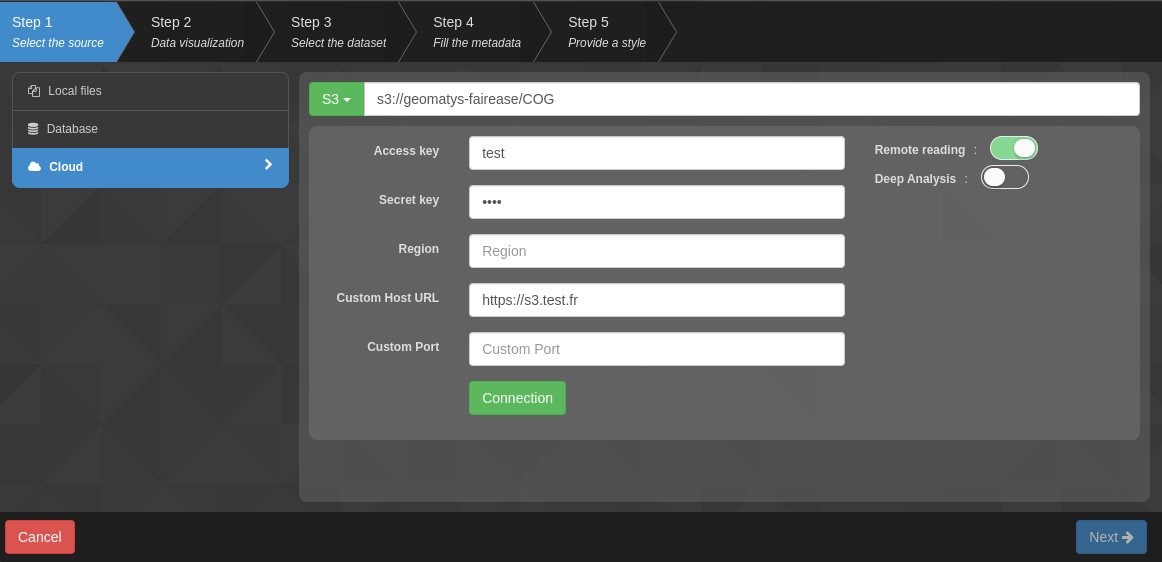 Step 1
Select the source
Step 2
Data visualization
Step 3
Select the dataset
Step 4
Fill the metadata
Step 5
Provide a style
Local files
Database
Cloud
S3
s3://geomatys-fairease/COG
Access key
test
Secret key
••••
Region
Region
Custom Host URL
https://s3.test.fr
Custom Port
Custom Port
Connection
Remote reading :
Deep Analysis :
Cancel
Next